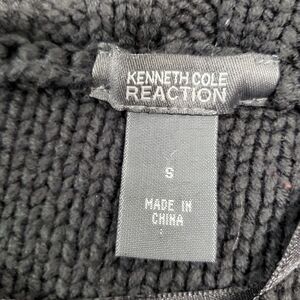 KENNETH COLE
REACTION
S
MADE IN
CHINA